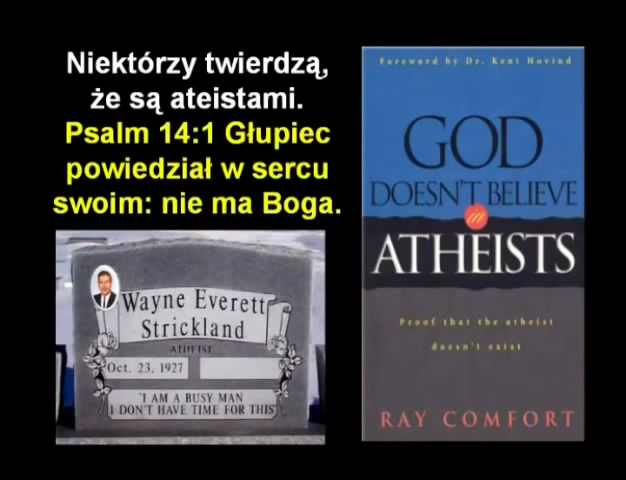 Niektórzy twierdzą,
że są ateistami.
Psalm 14:1 Głupiec
powiedział w sercu
swoim: nie ma Boga.
Wayne Everett
Strickland
ATHEIST
Oct. 23, 1927
"I AM A BUSY MAN
I DON'T HAVE TIME FOR THIS"
Foreword by Dr. Kent Hovind
GOD
DOESN'T BELIEVE
in
ATHEISTS
Proof that the atheist
doesn't exist
RAY COMFORT